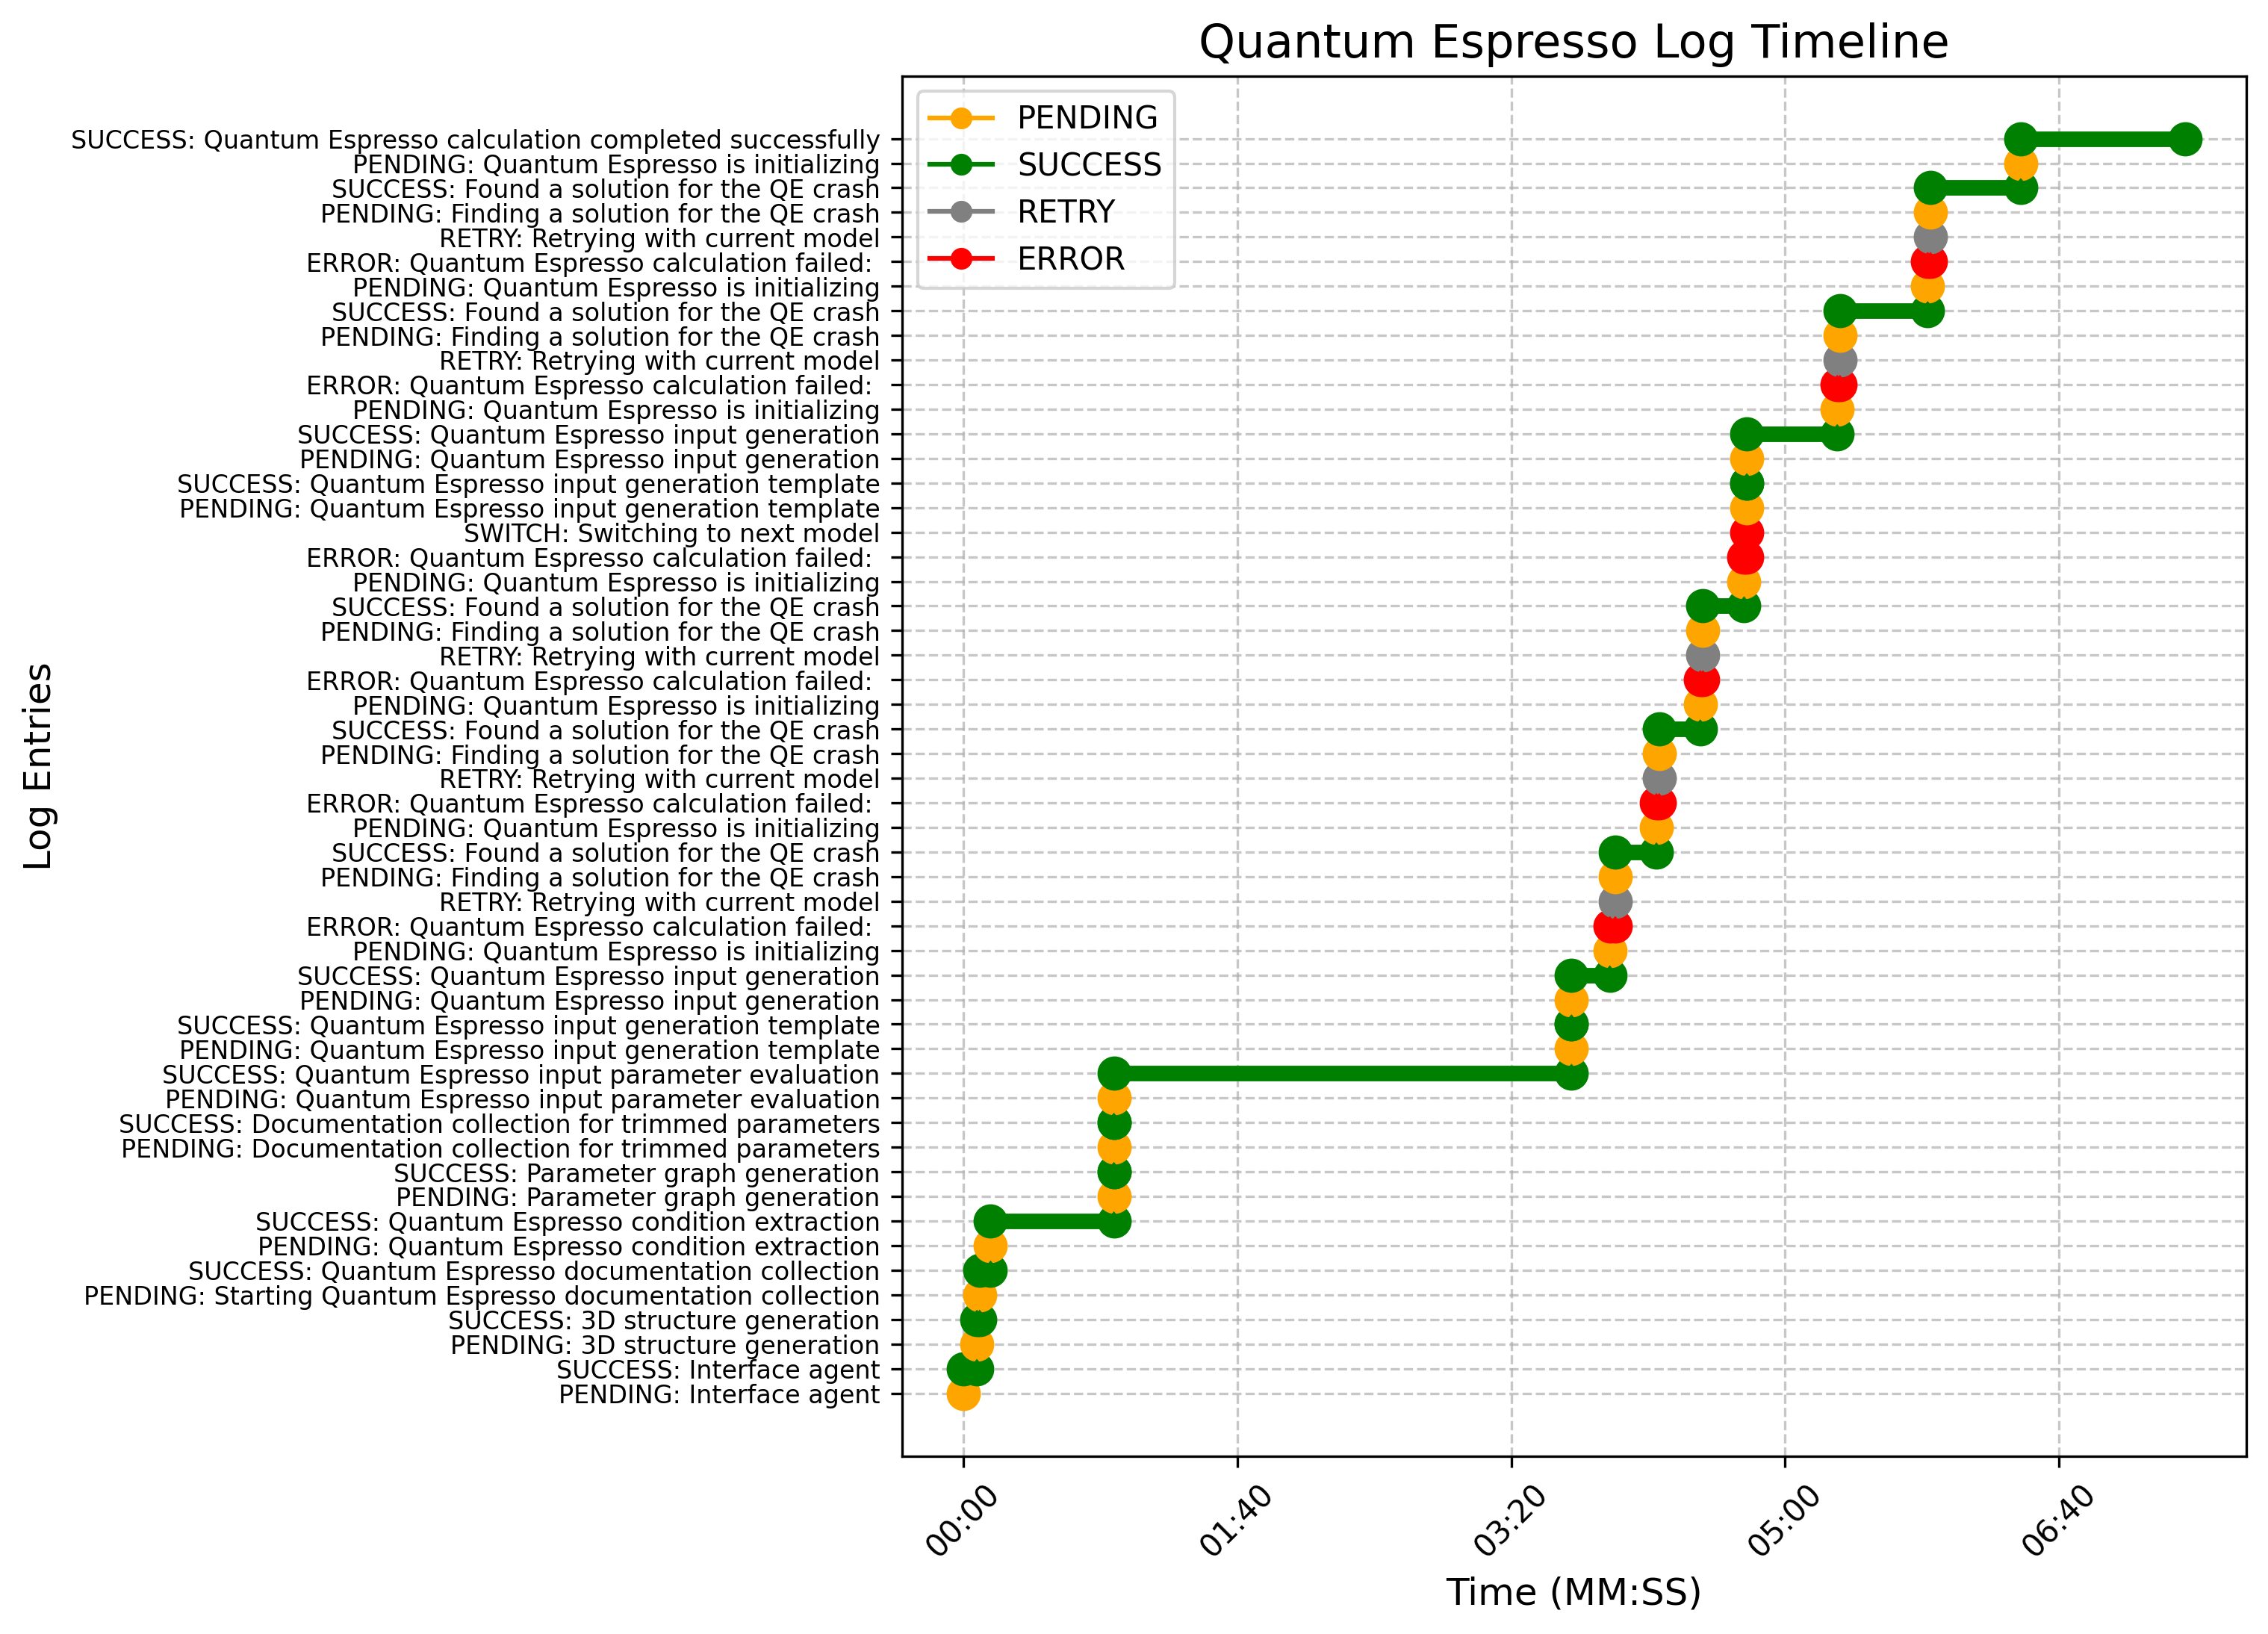 Quantum Espresso Log Timeline
PENDING
SUCCESS
RETRY
ERROR
Log Entries
SUCCESS: Quantum Espresso calculation completed successfully
PENDING: Quantum Espresso is initializing
SUCCESS: Found a solution for the QE crash
PENDING: Finding a solution for the QE crash
RETRY: Retrying with current model
ERROR: Quantum Espresso calculation failed:
PENDING: Quantum Espresso is initializing
SUCCESS: Found a solution for the QE crash
PENDING: Finding a solution for the QE crash
RETRY: Retrying with current model
ERROR: Quantum Espresso calculation failed:
PENDING: Quantum Espresso is initializing
SUCCESS: Quantum Espresso input generation
PENDING: Quantum Espresso input generation
SUCCESS: Quantum Espresso input generation template
PENDING: Quantum Espresso input generation template
SWITCH: Switching to next model
ERROR: Quantum Espresso calculation failed:
PENDING: Quantum Espresso is initializing
SUCCESS: Found a solution for the QE crash
PENDING: Finding a solution for the QE crash
RETRY: Retrying with current model
ERROR: Quantum Espresso calculation failed:
PENDING: Quantum Espresso is initializing
SUCCESS: Found a solution for the QE crash
PENDING: Finding a solution for the QE crash
RETRY: Retrying with current model
ERROR: Quantum Espresso calculation failed:
PENDING: Quantum Espresso is initializing
SUCCESS: Found a solution for the QE crash
PENDING: Finding a solution for the QE crash
RETRY: Retrying with current model
ERROR: Quantum Espresso calculation failed:
PENDING: Quantum Espresso is initializing
SUCCESS: Quantum Espresso input generation
PENDING: Quantum Espresso input generation
SUCCESS: Quantum Espresso input generation template
PENDING: Quantum Espresso input generation template
SUCCESS: Quantum Espresso input parameter evaluation
PENDING: Quantum Espresso input parameter evaluation
SUCCESS: Documentation collection for trimmed parameters
PENDING: Documentation collection for trimmed parameters
SUCCESS: Parameter graph generation
PENDING: Parameter graph generation
SUCCESS: Quantum Espresso condition extraction
PENDING: Quantum Espresso condition extraction
SUCCESS: Quantum Espresso documentation collection
PENDING: Starting Quantum Espresso documentation collection
SUCCESS: 3D structure generation
PENDING: 3D structure generation
SUCCESS: Interface agent
PENDING: Interface agent
00:00
01:40
03:20
05:00
06:40
Time (MM:SS)